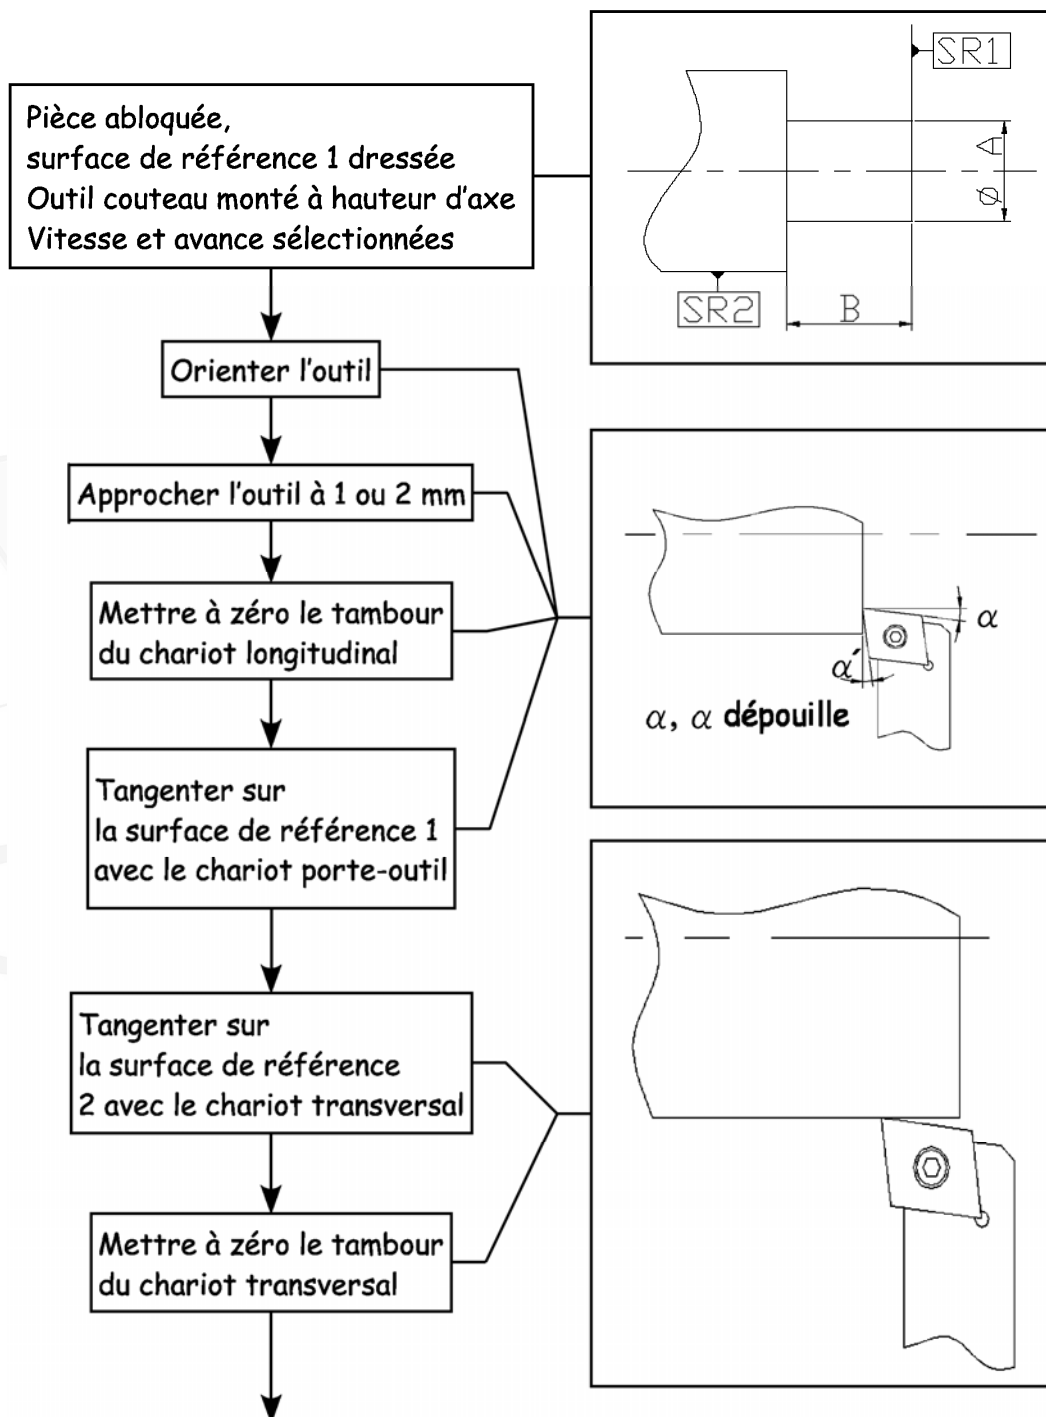 Pièce abloquée,
surface de référence 1 dressée
Outil couteau monté à hauteur d'axe
Vitesse et avance sélectionnées
SR1
Ø A
SR2
B
Orienter l'outil
Approcher l'outil à 1 ou 2 mm
Mettre à zéro le tambour
du chariot longitudinal
α
α'
α, α dépouille
Tangenter sur
la surface de référence 1
avec le chariot porte-outil
Tangenter sur
la surface de référence
2 avec le chariot transversal
Mettre à zéro le tambour
du chariot transversal